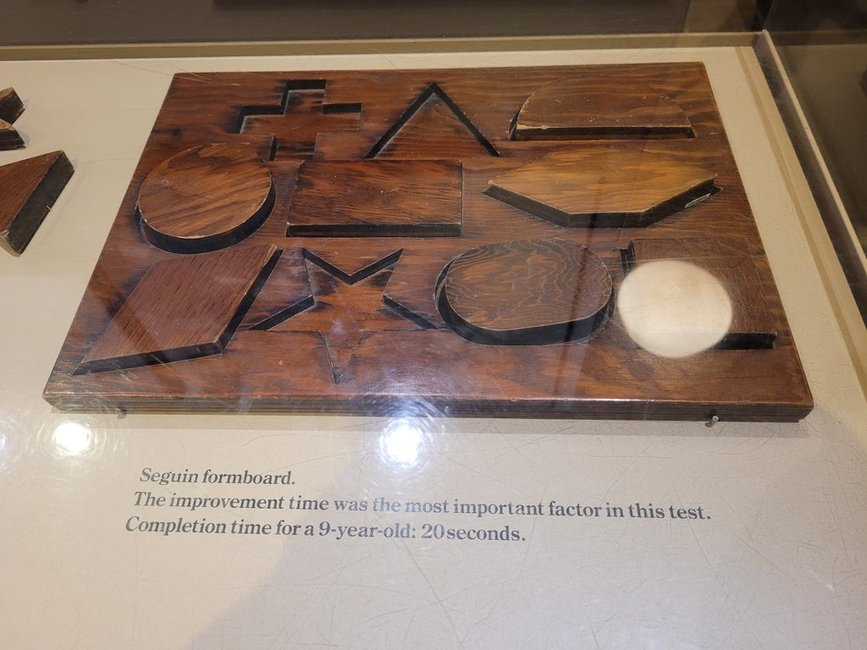 Seguin formboard.
The improvement time was the most important factor in this test.
Completion time for a 9-year-old: 20 seconds.